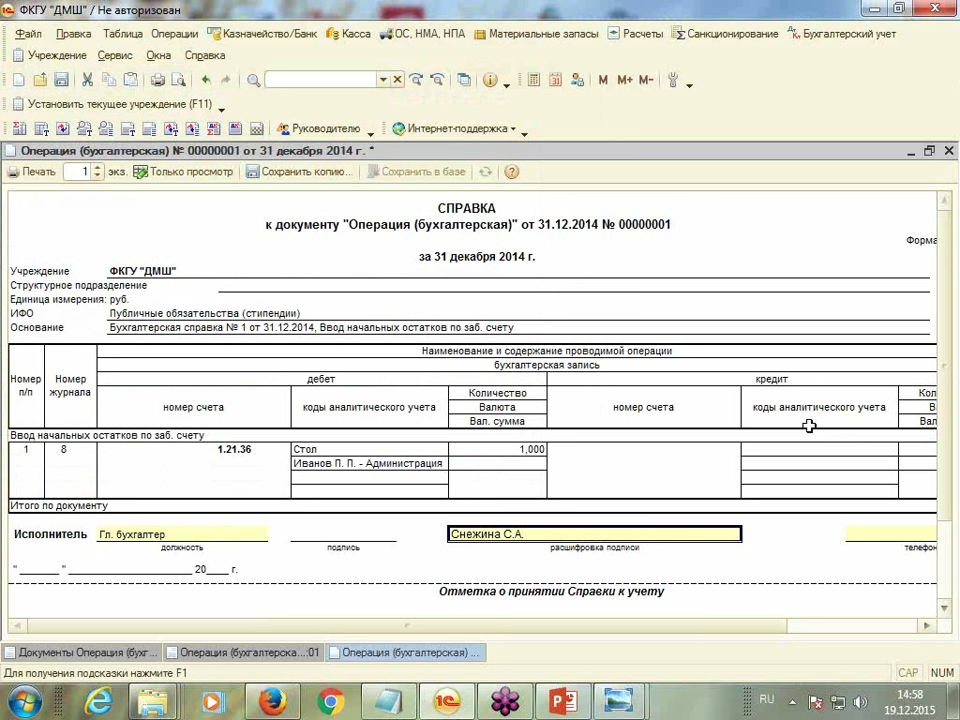 ФКГУ "ДМШ" / Не авторизован
Файл Правка Таблица Операции Казначейство/Банк Касса ОС, НМА, НПА Материальные запасы Расчеты Санкционирование Бухгалтерский учет
Учреждение Сервис Окна Справка
M M+ M-
Установить текущее учреждение (F11)
Руководителю Интернет-поддержка
Операция (бухгалтерская) № 00000001 от 31 декабря 2014 г. *
Печать 1 экз. Только просмотр Сохранить копию... Сохранить в базе
СПРАВКА
к документу "Операция (бухгалтерская)" от 31.12.2014 № 00000001
Форма
за 31 декабря 2014 г.
Учреждение ФКГУ "ДМШ"
Структурное подразделение
Единица измерения: руб.
ИФО Публичные обязательства (стипендии)
Основание Бухгалтерская справка № 1 от 31.12.2014, Ввод начальных остатков по заб. счету
Наименование и содержание проводимой операции
бухгалтерская запись
Номер п/п Номер журнала дебет кредит
номер счета коды аналитического учета Количество номер счета коды аналитического учета Кол
Валюта В
Вал. сумма Вал
Ввод начальных остатков по заб. счету
1 8 1.21.36 Стол 1,000
Иванов П. П. - Администрация
Итого по документу
Исполнитель Гл. бухгалтер Снежина С.А.
должность подпись расшифровка подписи телефон
" _______ " ____________________ 20____ г.
Отметка о принятии Справки к учету
Документы Операция (бухг... Операция (бухгалтерска...:01 Операция (бухгалтерская) ...
Для получения подсказки нажмите F1 CAP NUM
RU 14:58
19.12.2015